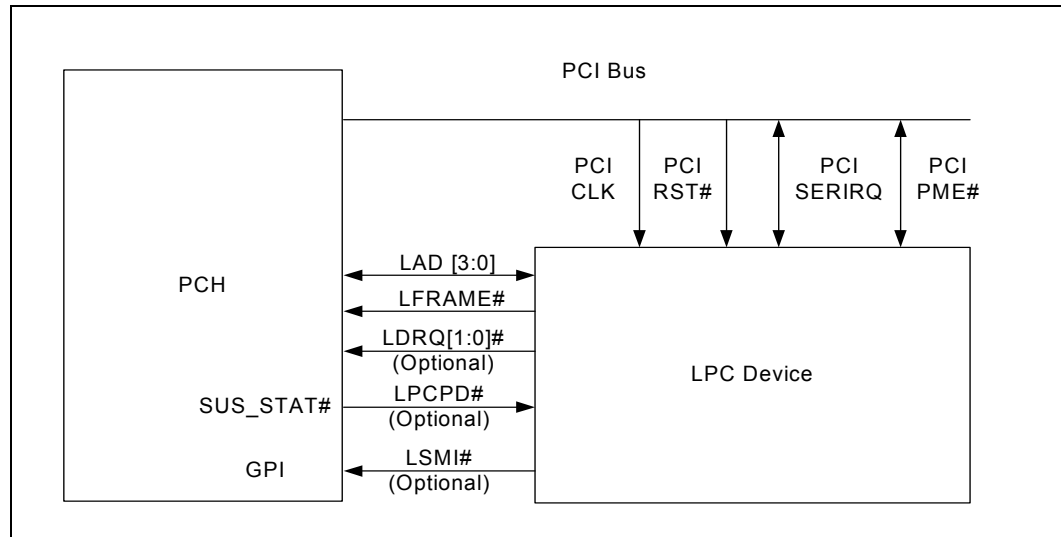 PCI Bus
PCI
CLK
PCI
RST#
PCI
SERIRQ
PCI
PME#
PCH
LAD [3:0]
LFRAME#
LDRQ[1:0]#
(Optional)
LPC Device
SUS_STAT#
LPCPD#
(Optional)
GPI
LSMI#
(Optional)